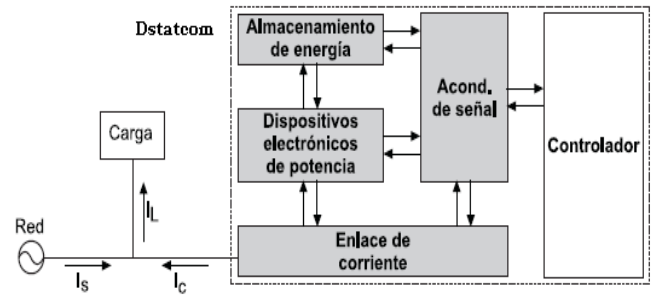 Dstatcom
Almacenamiento
de energía
Acond.
de señal
Controlador
Dispositivos
electrónicos
de potencia
Carga
Enlace de
corriente
Red
I_L
I_S
I_C